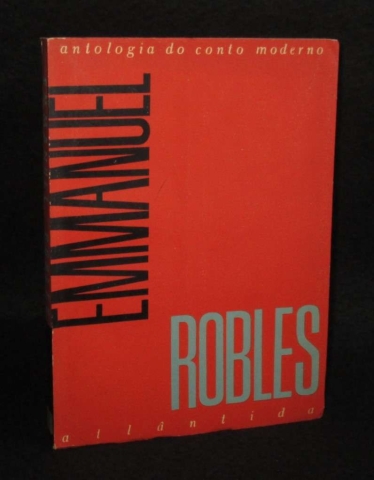 antologia do conto moderno
EMMANUEL
ROBLES
atlântida